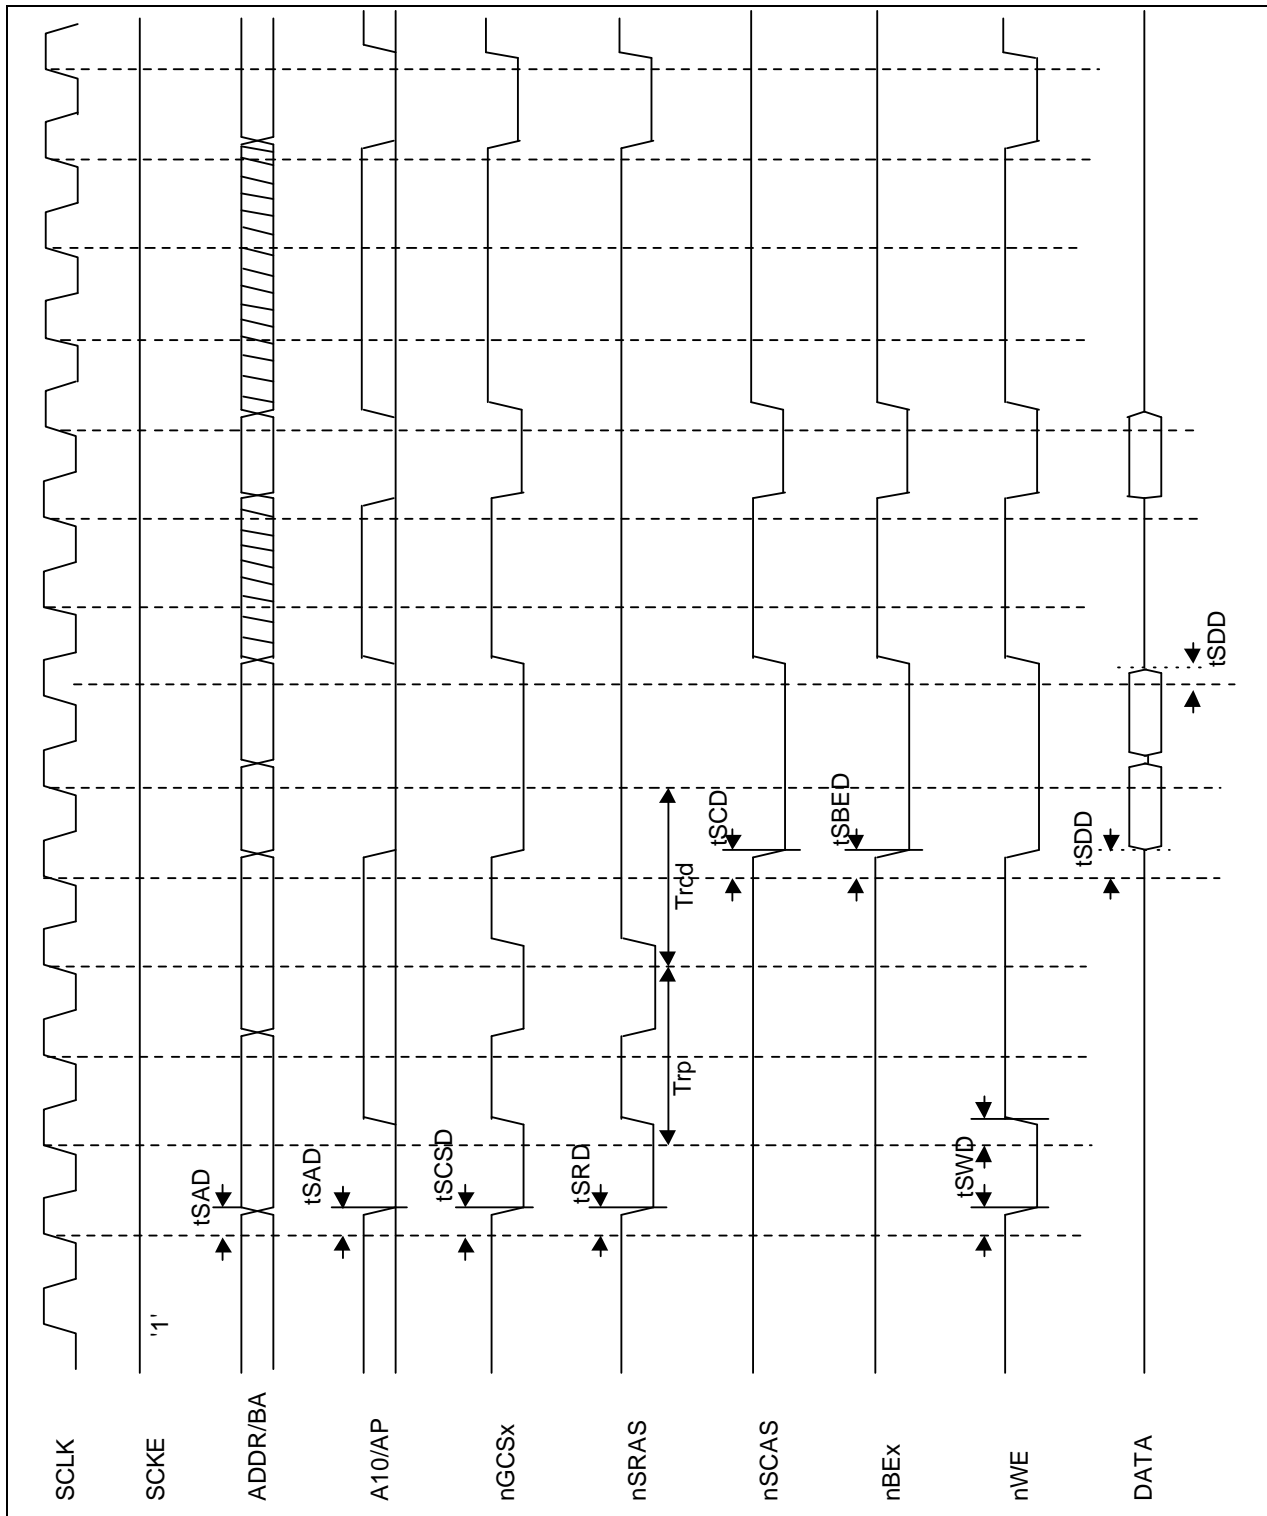 SCLK
SCKE
'1'
ADDR/BA
tSAD
A10/AP
tSAD
nGCSx
tSCSD
nSRAS
tSRD
Trp
Trcd
nSCAS
tSCD
nBEx
tSBED
nWE
tSWD
DATA
tSDD
tSDD